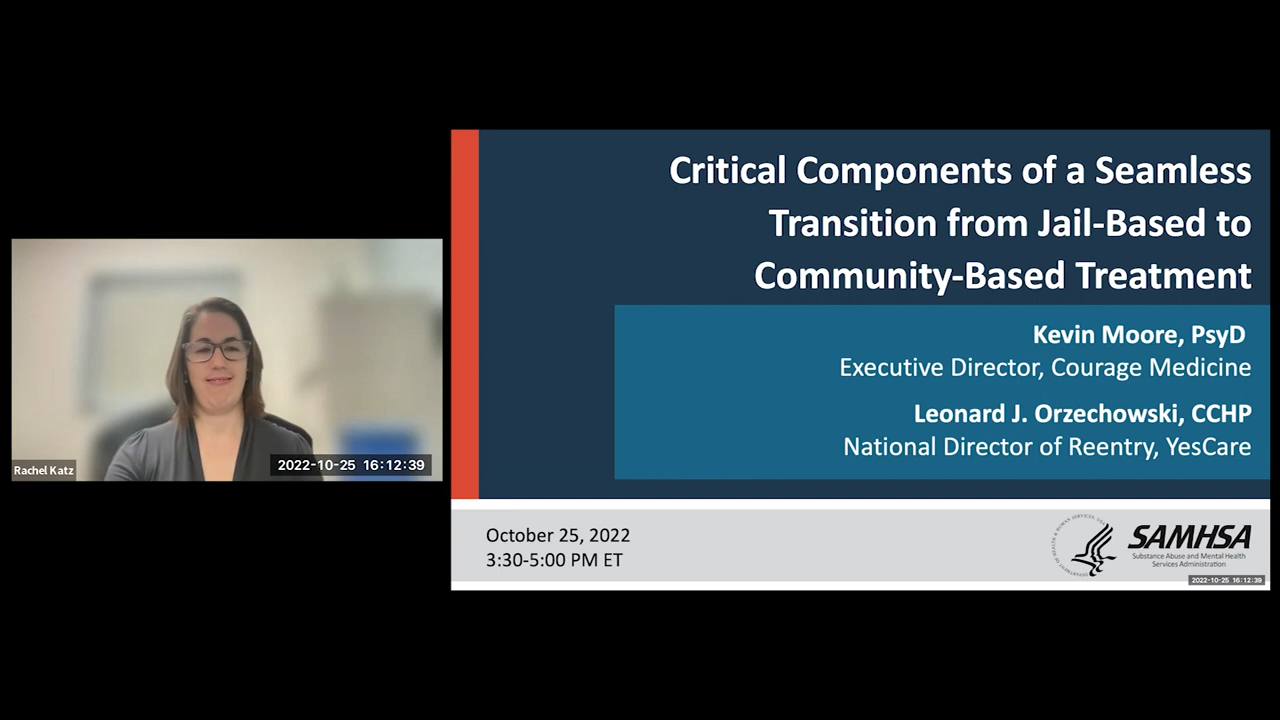 Rachel Katz
2022-10-25 16:12:39
Critical Components of a Seamless
Transition from Jail-Based to
Community-Based Treatment
Kevin Moore, PsyD
Executive Director, Courage Medicine
Leonard J. Orzechowski, CCHP
National Director of Reentry, YesCare
October 25, 2022
3:30-5:00 PM ET
SAMHSA
Substance Abuse and Mental Health
Services Administration
2022-10-25 16:12:39